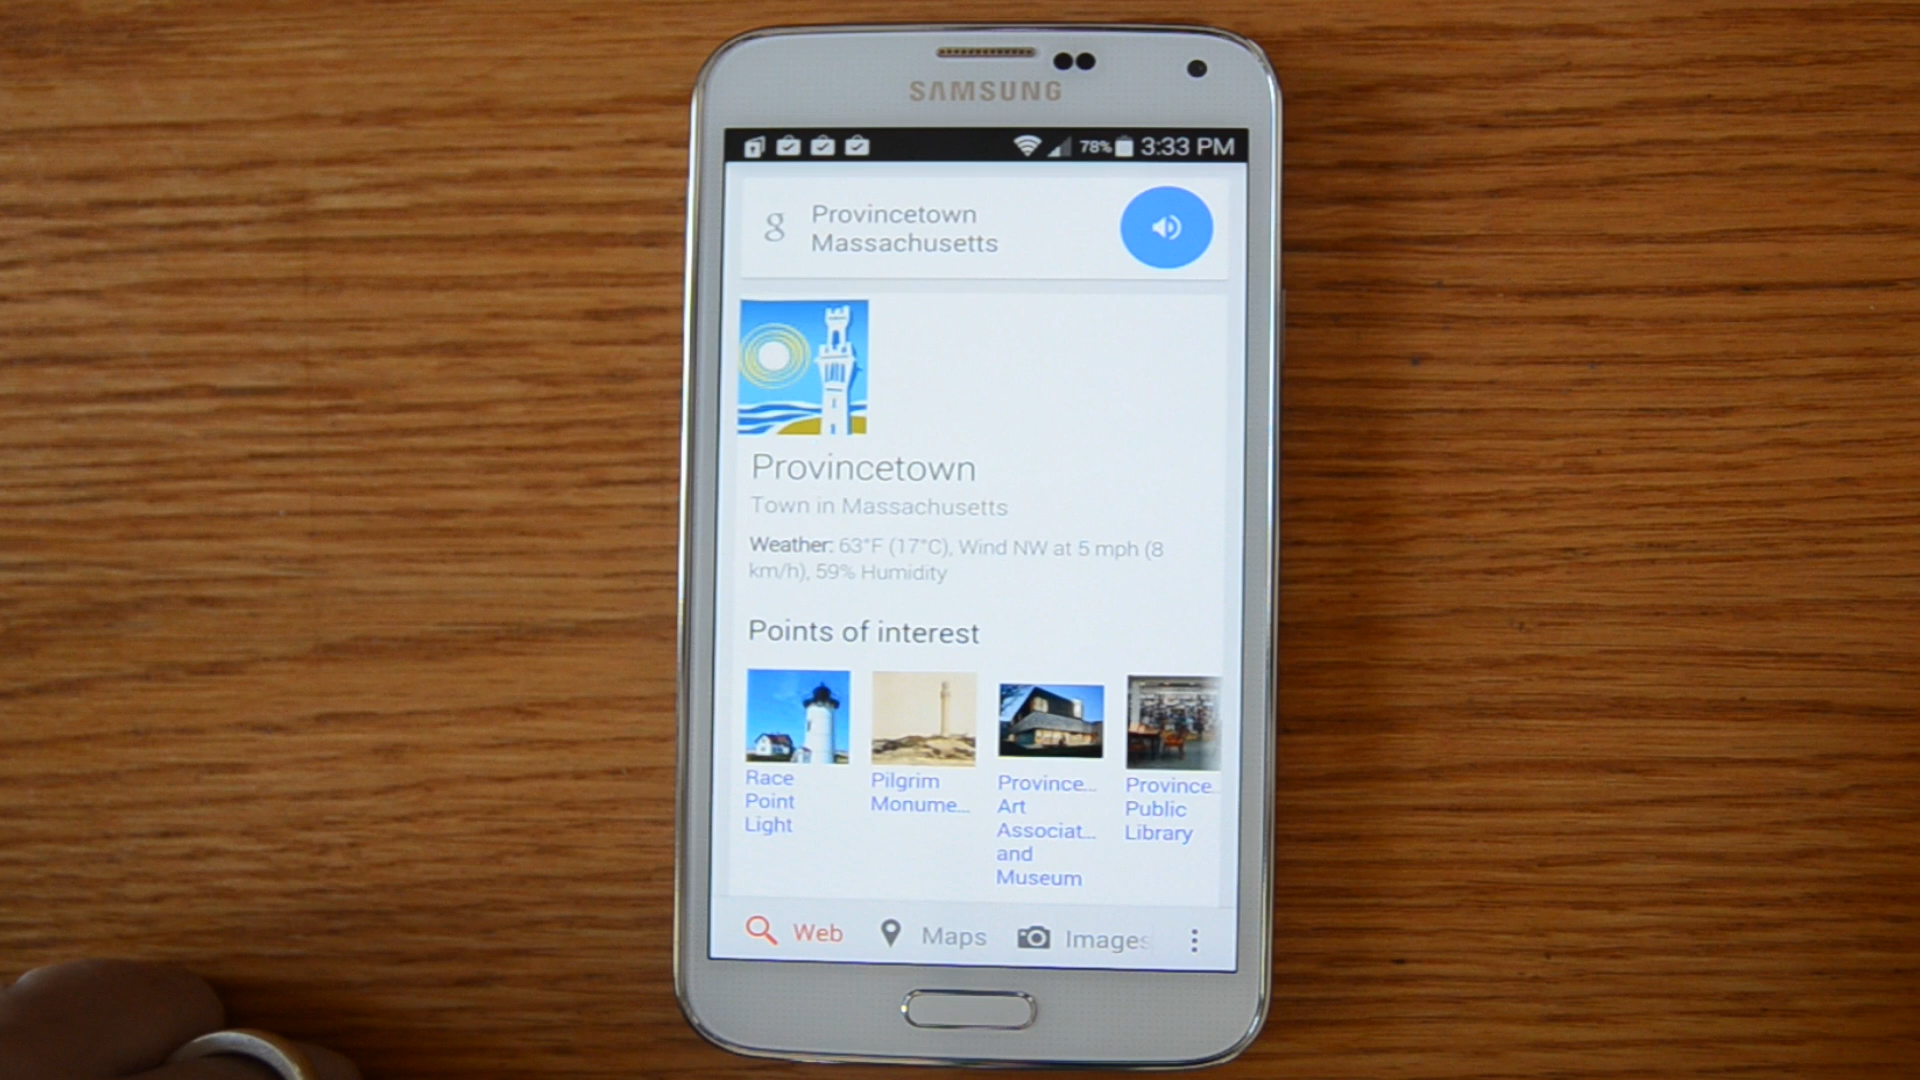 SAMSUNG
78% 3:33 PM
g Provincetown
Massachusetts
Provincetown
Town in Massachusetts
Weather: 63°F (17°C), Wind NW at 5 mph (8
km/h), 59% Humidity
Points of interest
Race
Point
Light
Pilgrim
Monume...
Province...
Art
Associat...
and
Museum
Province...
Public
Library
Web Maps Images